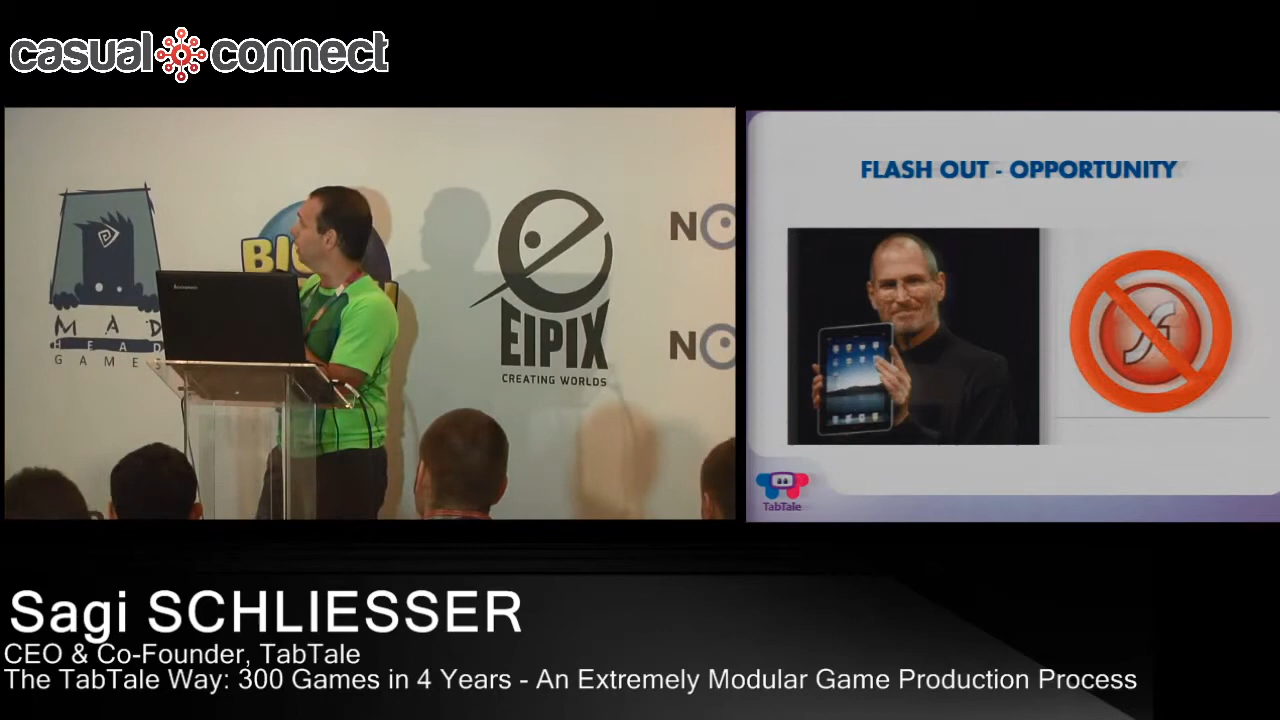 casual connect
MAD
HEAD
GAMES
BIG
EIPIX
CREATING WORLDS
FLASH OUT - OPPORTUNITY
TabTale
Sagi SCHLIESSER
CEO & Co-Founder, TabTale
The TabTale Way: 300 Games in 4 Years - An Extremely Modular Game Production Process